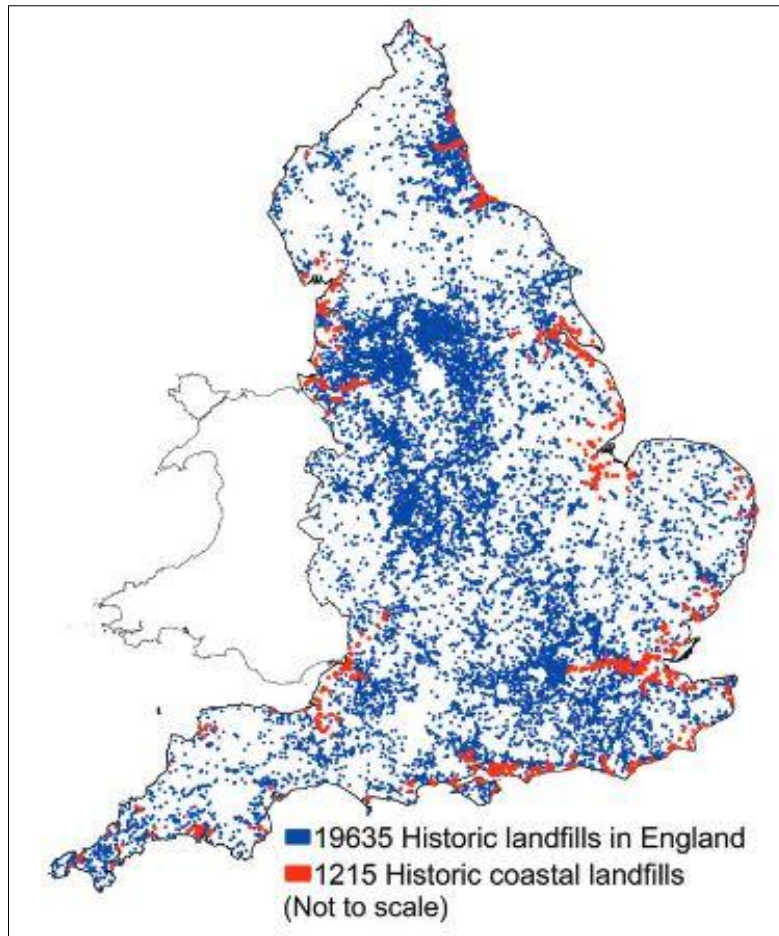 19635 Historic landfills in England
1215 Historic coastal landfills
(Not to scale)